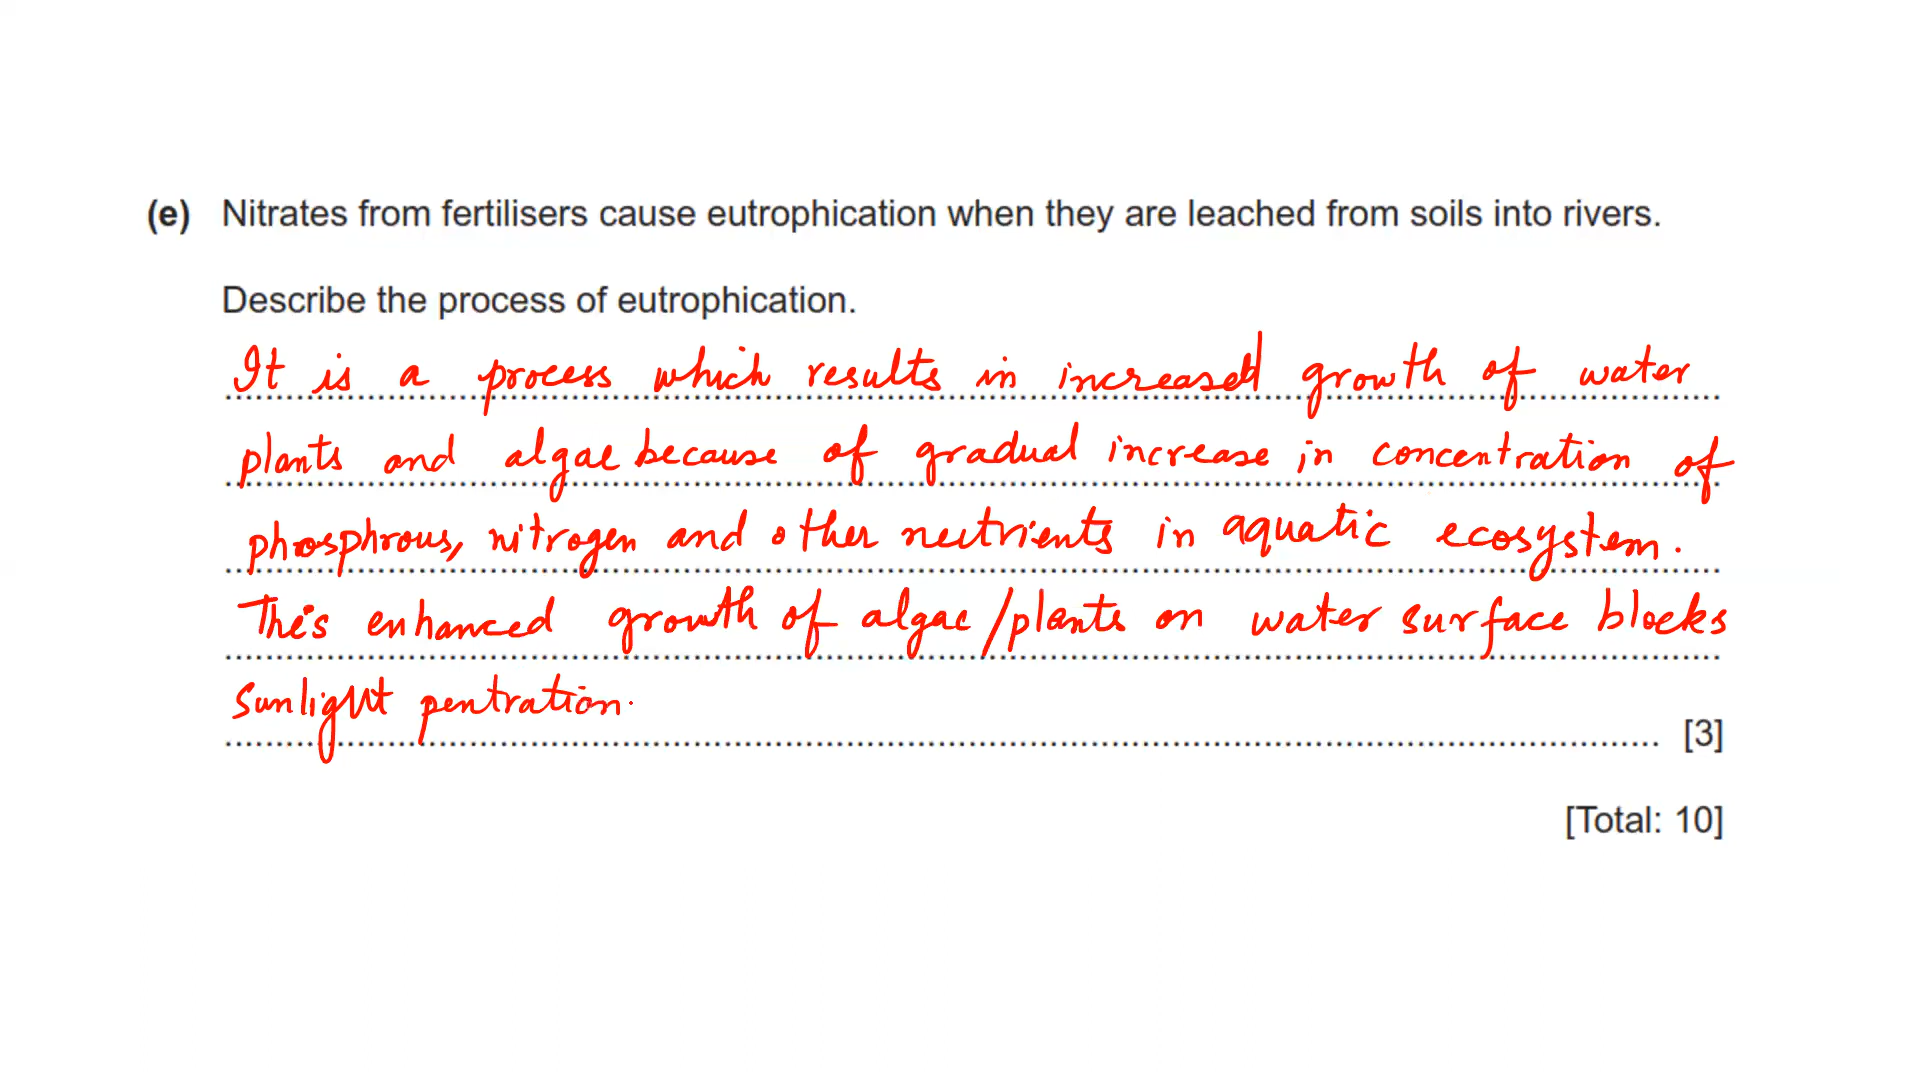 (e) Nitrates from fertilisers cause eutrophication when they are leached from soils into rivers.
Describe the process of eutrophication.
It is a process which results in increased growth of water
plants and algae because of gradual increase in concentration of
phosphrous, nitrogen and other nutrients in aquatic ecosystem.
This enhanced growth of algae/plants on water surface blocks
sunlight pentration.
[3]
[Total: 10]